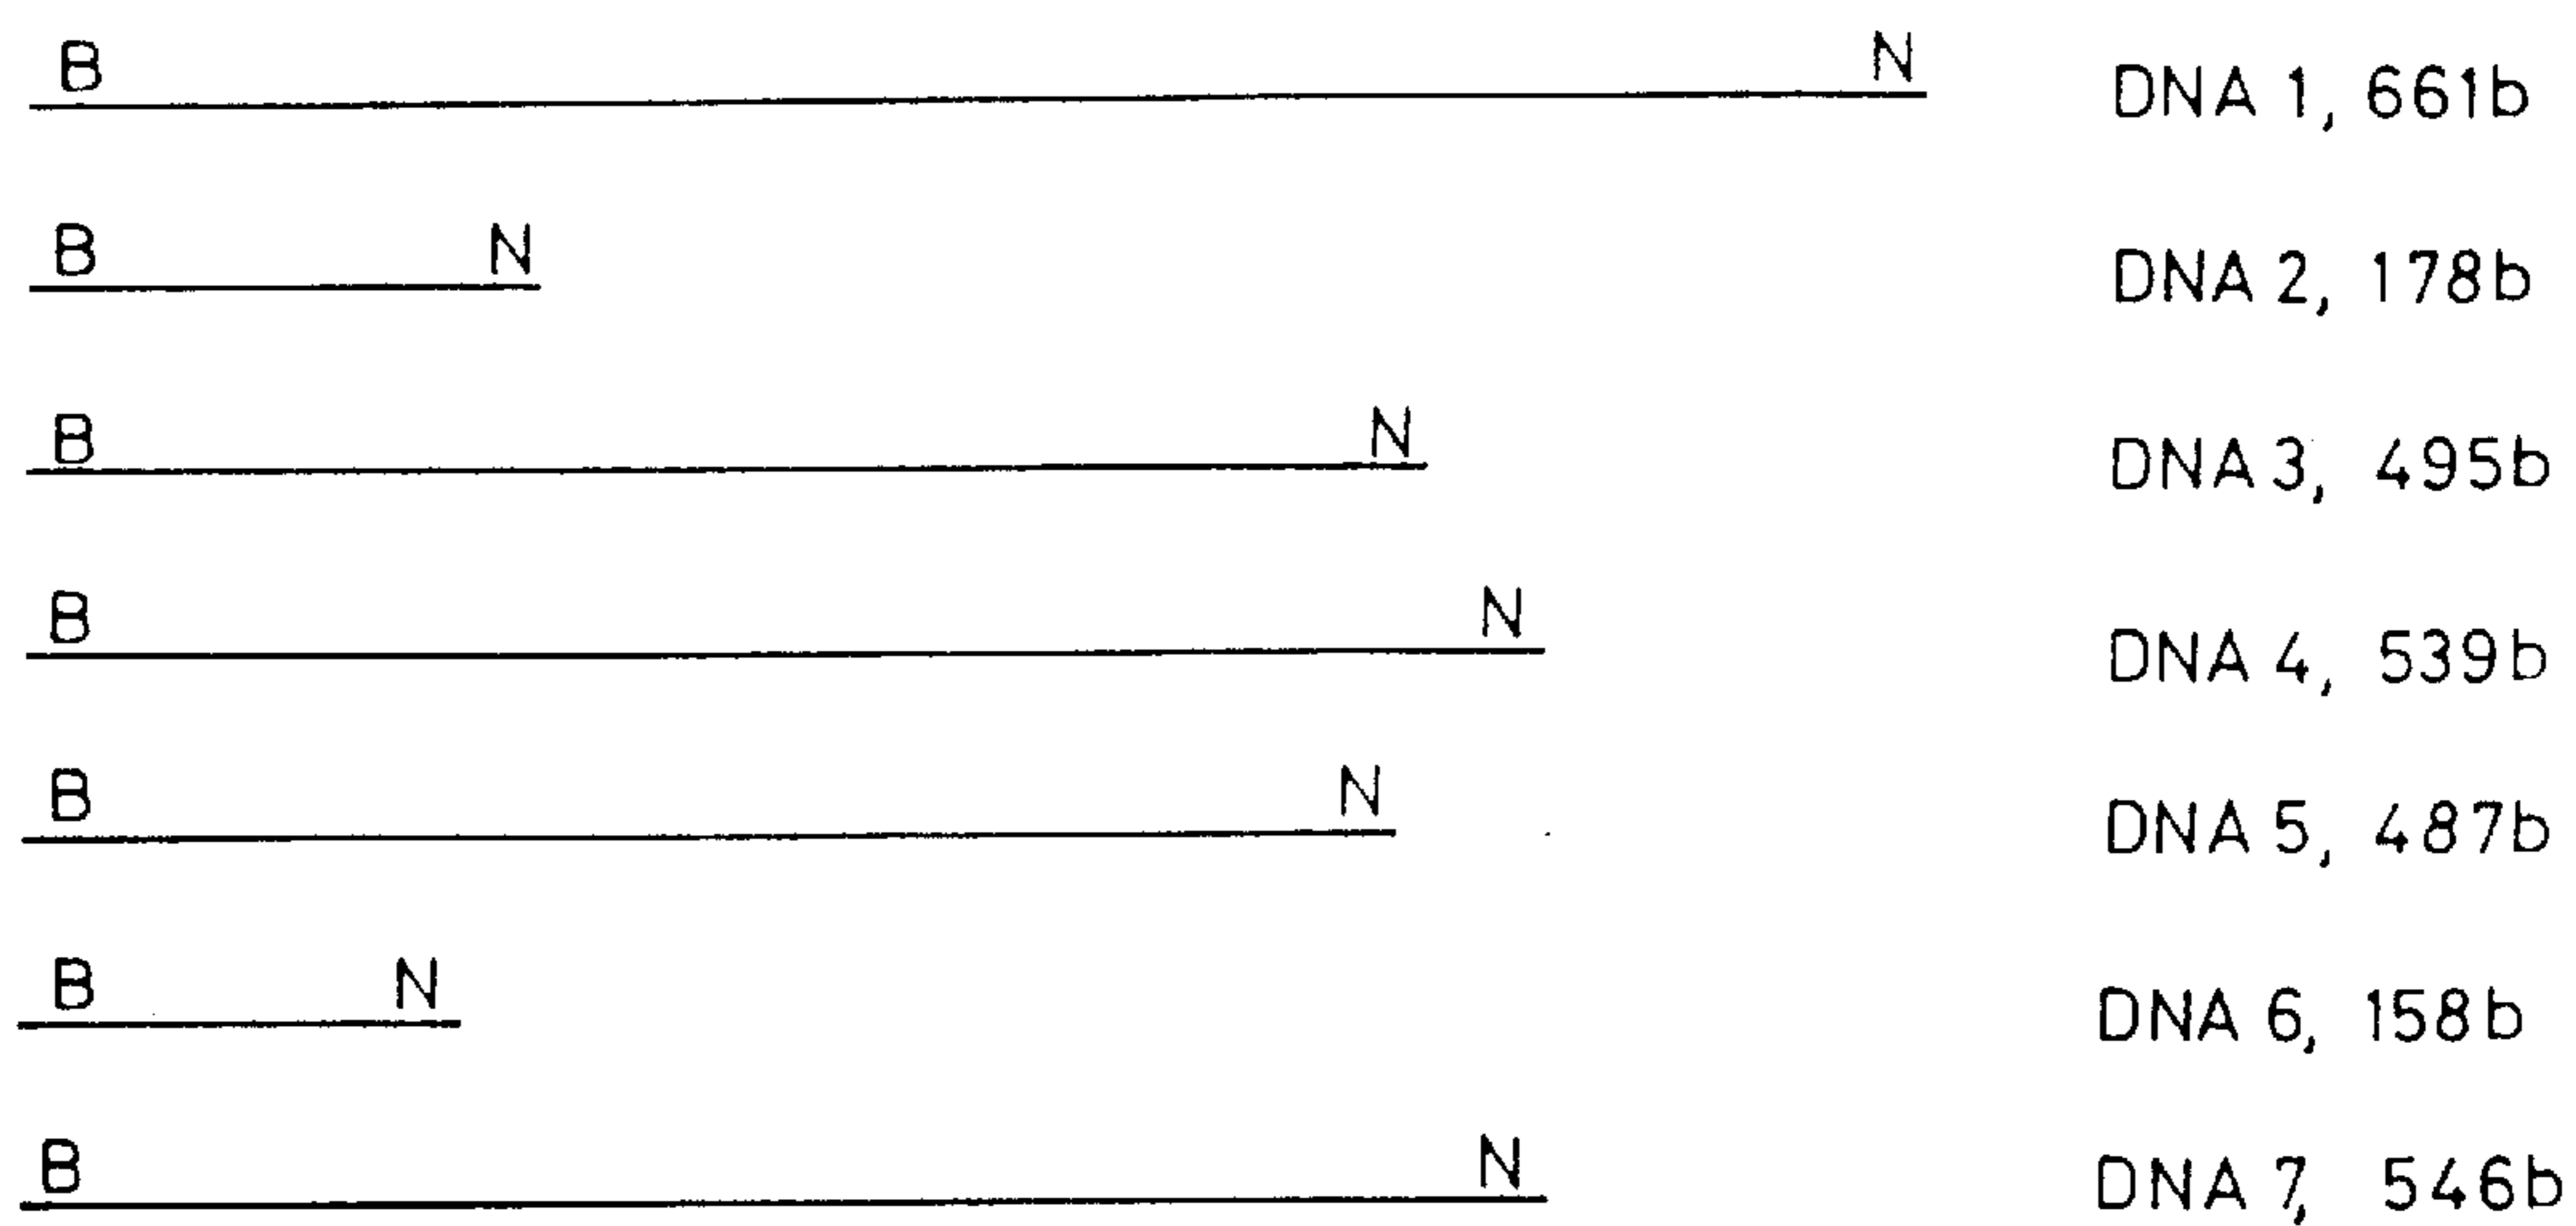 B N DNA 1, 661b
B N DNA 2, 178b
B N DNA 3, 495b
B N DNA 4, 539b
B N DNA 5, 487b
B N DNA 6, 158b
B N DNA 7, 546b